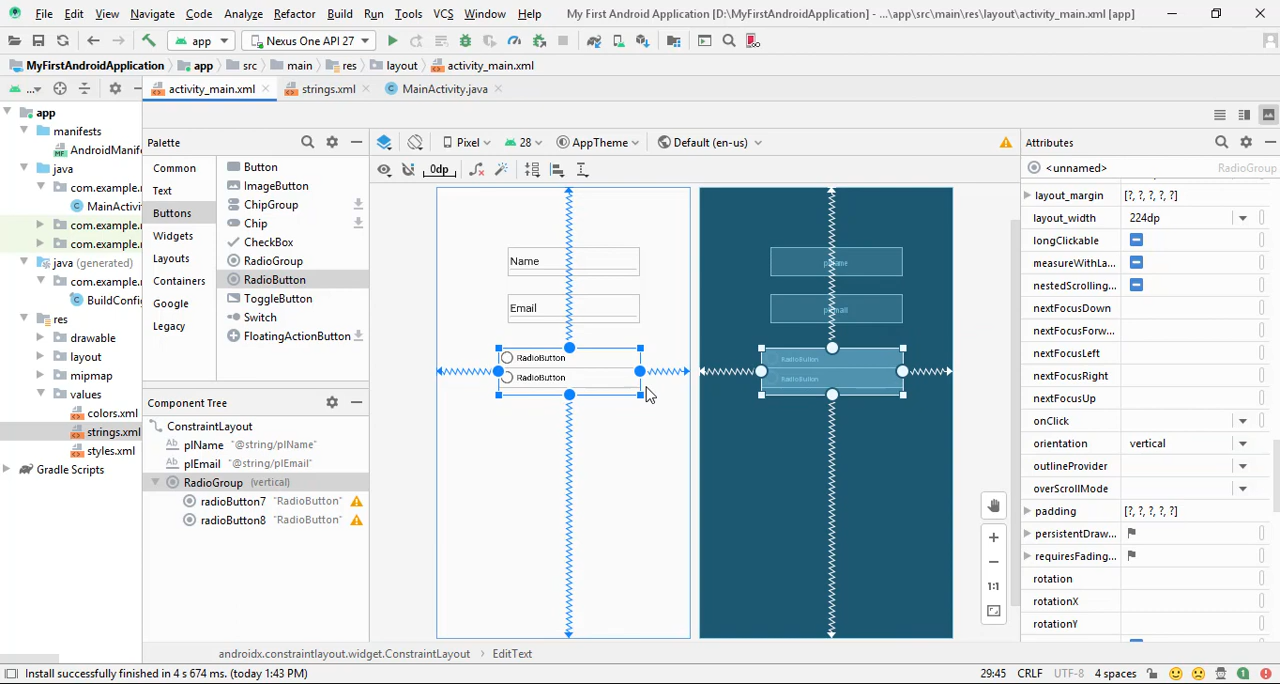 File Edit View Navigate Code Analyze Refactor Build Run Tools VCS Window Help My First Android Application [D:\MyFirstAndroidApplication] - ...\app\src\main\res\layout\activity_main.xml [app]
app Nexus One API 27
MyFirstAndroidApplication app src main res layout activity_main.xml
... activity_main.xml strings.xml MainActivity.java
app
manifests
AndroidManif
java
com.example.r
MainActivi
com.example.r
com.example.r
java (generated)
com.example.r
BuildConfi
res
drawable
layout
mipmap
values
colors.xml
strings.xml
styles.xml
Gradle Scripts
Palette
Common
Text
Buttons
Widgets
Layouts
Containers
Google
Legacy
Button
ImageButton
ChipGroup
Chip
CheckBox
RadioGroup
RadioButton
ToggleButton
Switch
FloatingActionButton
Component Tree
ConstraintLayout
Ab plName "@string/plName"
Ab plEmail "@string/plEmail"
RadioGroup (vertical)
radioButton7 "RadioButton"
radioButton8 "RadioButton"
Pixel 28 AppTheme Default (en-us)
0dp
Name
Email
RadioButton
RadioButton
plName
plEmail
RadioButton
RadioButton
1:1
Attributes
<unnamed> RadioGroup
layout_margin [?, ?, ?, ?, ?]
layout_width 224dp
longClickable
measureWithLa...
nestedScrolling...
nextFocusDown
nextFocusForw...
nextFocusLeft
nextFocusRight
nextFocusUp
onClick
orientation vertical
outlineProvider
overScrollMode
padding [?, ?, ?, ?, ?]
persistentDraw...
requiresFading...
rotation
rotationX
rotationY
androidx.constraintlayout.widget.ConstraintLayout EditText
Install successfully finished in 4 s 674 ms. (today 1:43 PM) 29:45 CRLF UTF-8 4 spaces 1